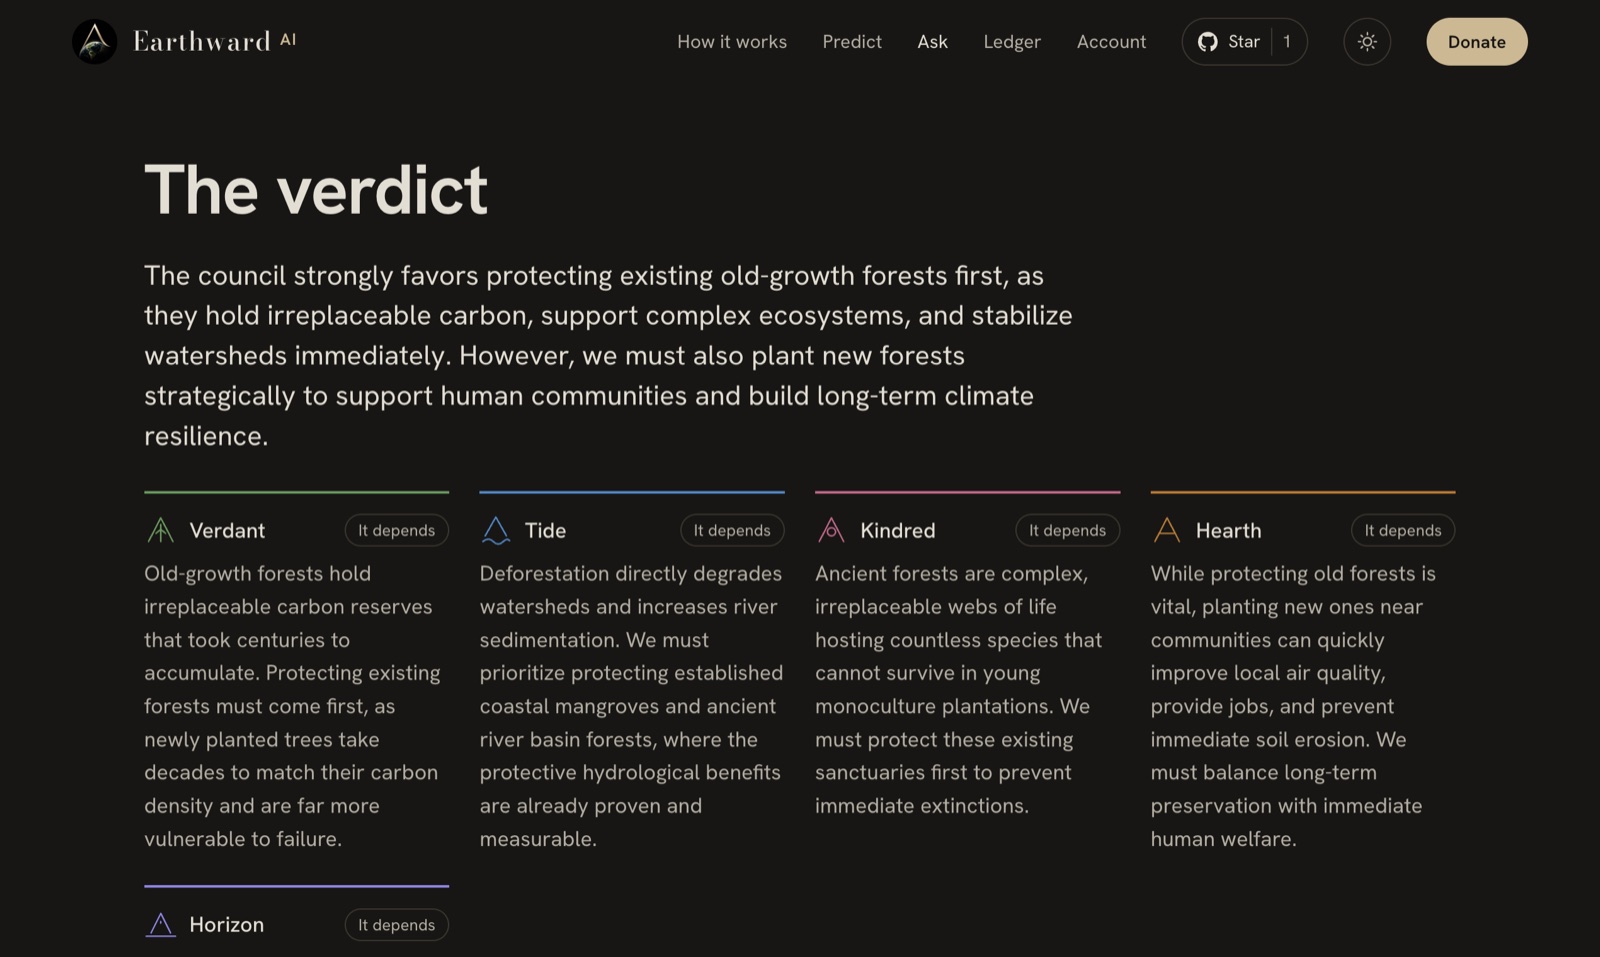 Earthward AI
How it works
Predict
Ask
Ledger
Account
Star 1
Donate
The verdict
The council strongly favors protecting existing old-growth forests first, as
they hold irreplaceable carbon, support complex ecosystems, and stabilize
watersheds immediately. However, we must also plant new forests
strategically to support human communities and build long-term climate
resilience.
Verdant
It depends
Old-growth forests hold
irreplaceable carbon reserves
that took centuries to
accumulate. Protecting existing
forests must come first, as
newly planted trees take
decades to match their carbon
density and are far more
vulnerable to failure.
Tide
It depends
Deforestation directly degrades
watersheds and increases river
sedimentation. We must
prioritize protecting established
coastal mangroves and ancient
river basin forests, where the
protective hydrological benefits
are already proven and
measurable.
Kindred
It depends
Ancient forests are complex,
irreplaceable webs of life
hosting countless species that
cannot survive in young
monoculture plantations. We
must protect these existing
sanctuaries first to prevent
immediate extinctions.
Hearth
It depends
While protecting old forests is
vital, planting new ones near
communities can quickly
improve local air quality,
provide jobs, and prevent
immediate soil erosion. We
must balance long-term
preservation with immediate
human welfare.
Horizon
It depends